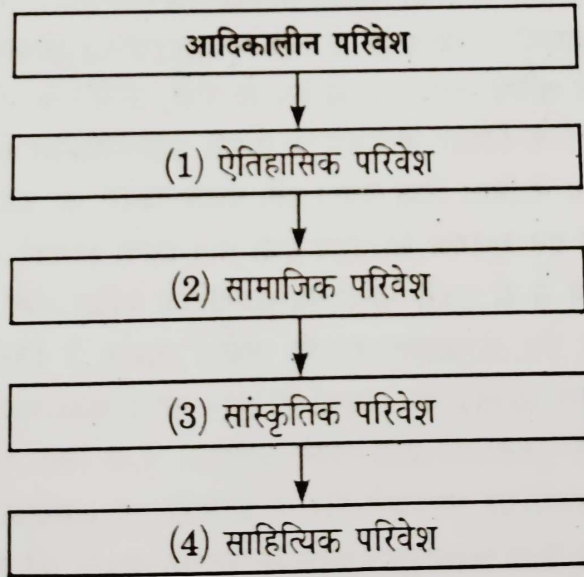 आदिकालीन परिवेश
(1) ऐतिहासिक परिवेश
(2) सामाजिक परिवेश
(3) सांस्कृतिक परिवेश
(4) साहित्यिक परिवेश